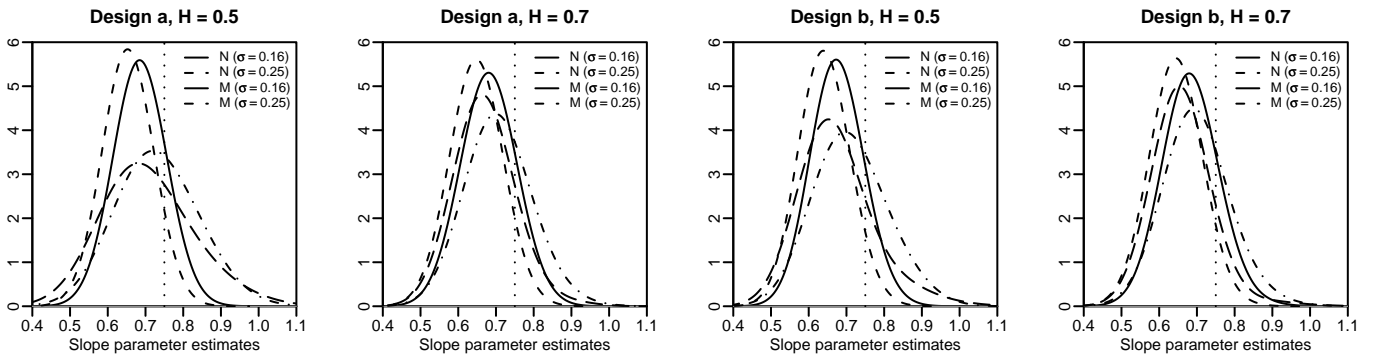 Design a, H = 0.5
N (σ = 0.16)
N (σ = 0.25)
M (σ = 0.16)
M (σ = 0.25)
0 1 2 3 4 5 6
0.4 0.5 0.6 0.7 0.8 0.9 1.0 1.1
Slope parameter estimates
Design a, H = 0.7
N (σ = 0.16)
N (σ = 0.25)
M (σ = 0.16)
M (σ = 0.25)
0 1 2 3 4 5 6
0.4 0.5 0.6 0.7 0.8 0.9 1.0 1.1
Slope parameter estimates
Design b, H = 0.5
N (σ = 0.16)
N (σ = 0.25)
M (σ = 0.16)
M (σ = 0.25)
0 1 2 3 4 5 6
0.4 0.5 0.6 0.7 0.8 0.9 1.0 1.1
Slope parameter estimates
Design b, H = 0.7
N (σ = 0.16)
N (σ = 0.25)
M (σ = 0.16)
M (σ = 0.25)
0 1 2 3 4 5 6
0.4 0.5 0.6 0.7 0.8 0.9 1.0 1.1
Slope parameter estimates